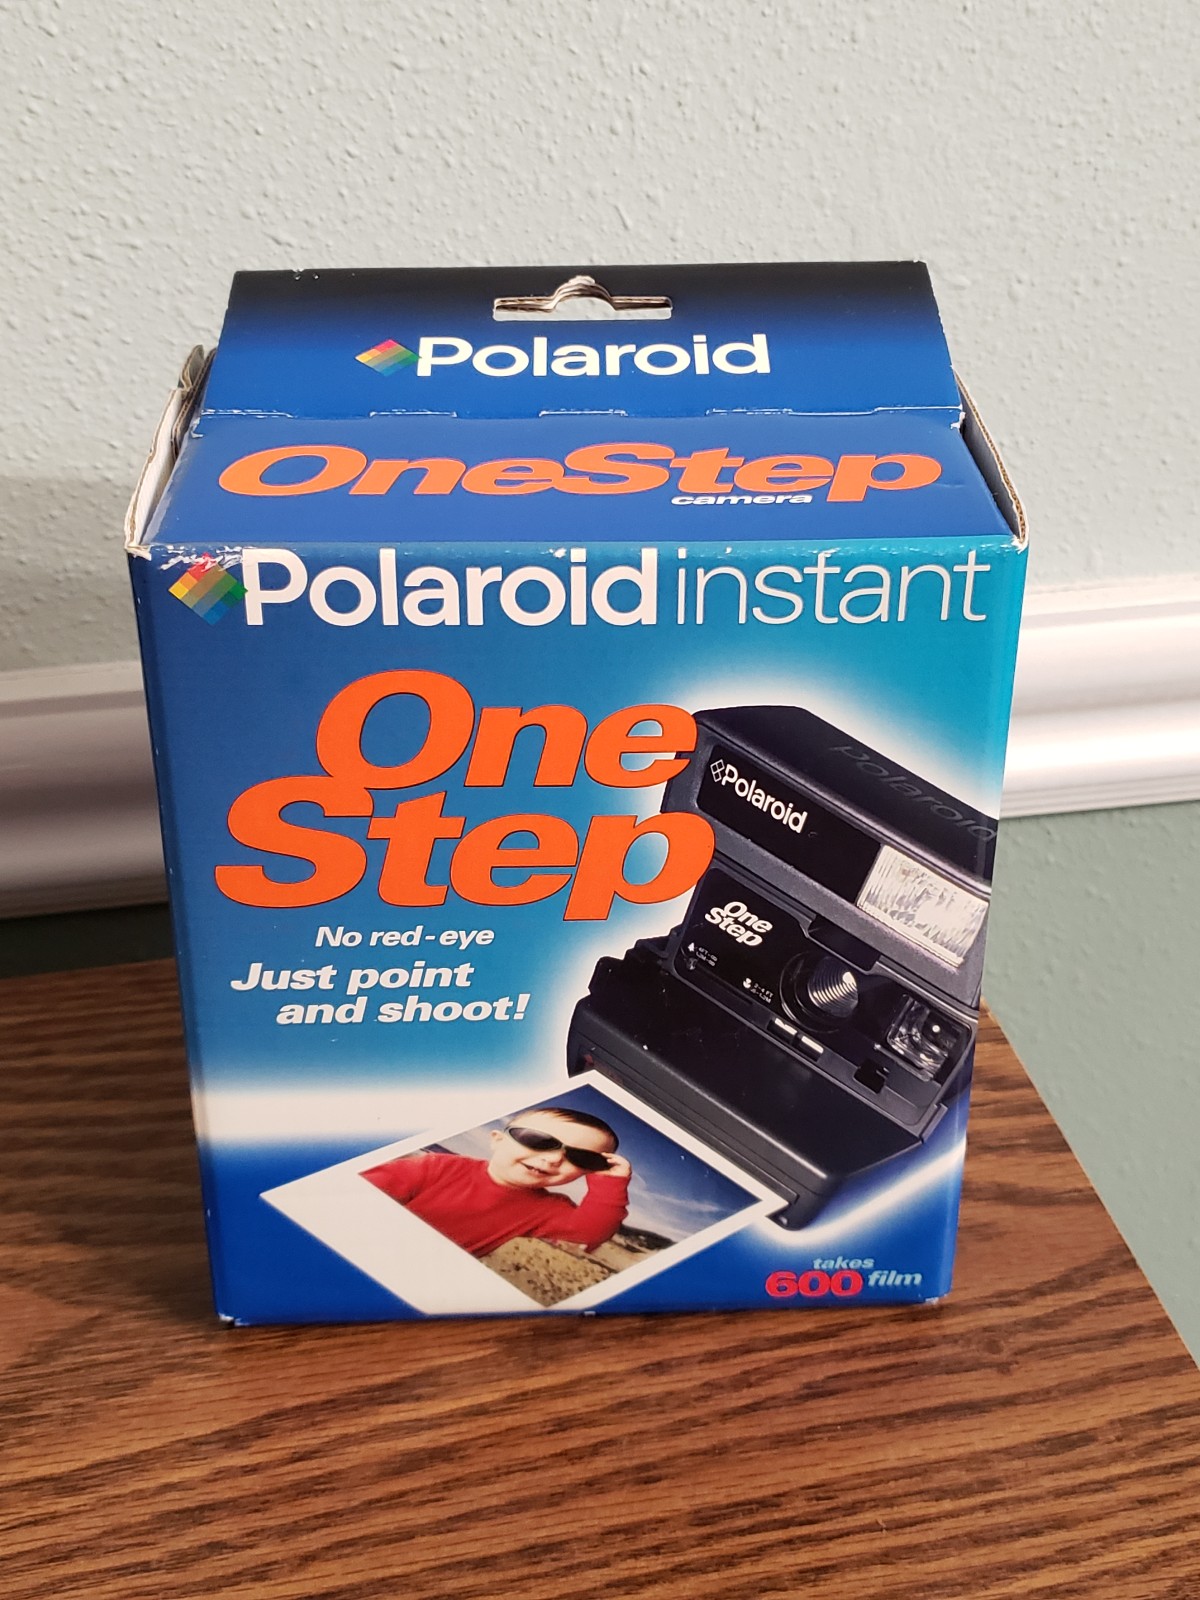 Polaroid
OneStep
camera
Polaroid instant
One
Step
Polaroid
Polaroid
One
Step
No red-eye
Just point
and shoot!
takes
600 film